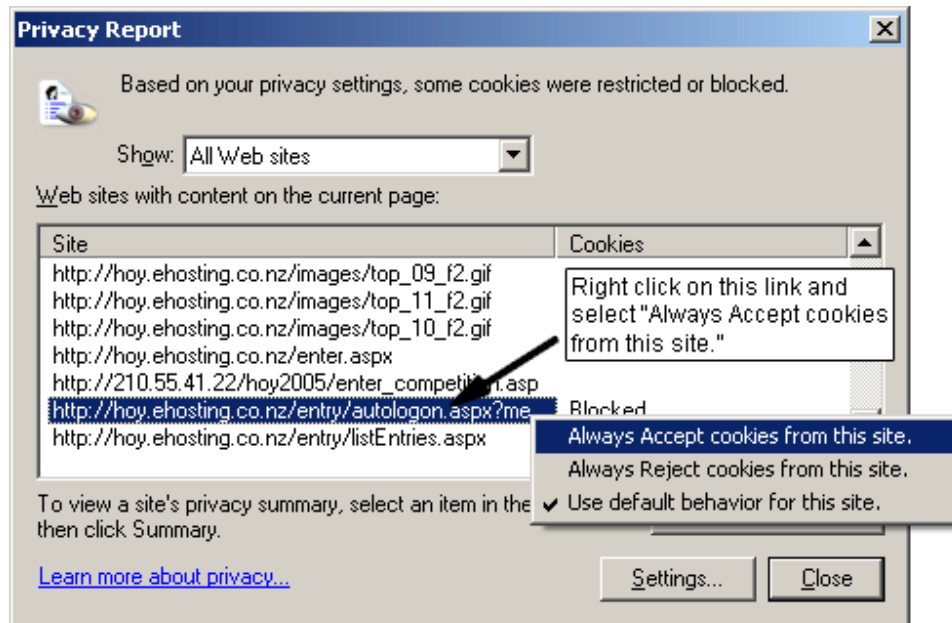 Privacy Report
Based on your privacy settings, some cookies were restricted or blocked.
Show: All Web sites
Web sites with content on the current page:
Site Cookies
http://hoy.ehosting.co.nz/images/top_09_f2.gif
http://hoy.ehosting.co.nz/images/top_11_f2.gif
http://hoy.ehosting.co.nz/images/top_10_f2.gif
http://hoy.ehosting.co.nz/enter.aspx
http://210.55.41.22/hoy2005/enter_competition.asp
http://hoy.ehosting.co.nz/entry/autologon.aspx?me Blocked
http://hoy.ehosting.co.nz/entry/listEntries.aspx
Right click on this link and
select "Always Accept cookies
from this site."
Always Accept cookies from this site.
Always Reject cookies from this site.
Use default behavior for this site.
To view a site's privacy summary, select an item in the
then click Summary.
Learn more about privacy...
Settings... Close